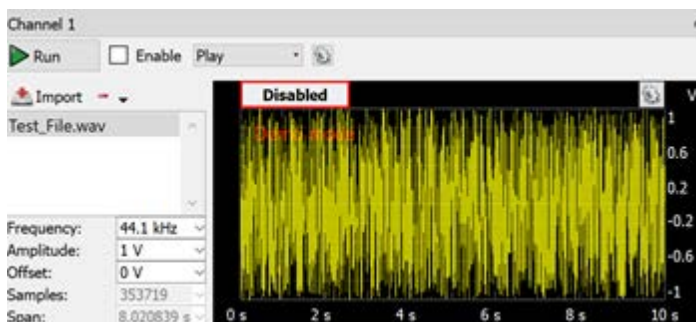 Channel 1
Run Enable Play
Import
Test_File.wav
Disabled
V
Demo mode
1
0.6
0.2
-0.2
-0.6
-1
Frequency: 44.1 kHz
Amplitude: 1 V
Offset: 0 V
Samples: 353719
Span: 8.020839 s
0 s 2 s 4 s 6 s 8 s 10 s